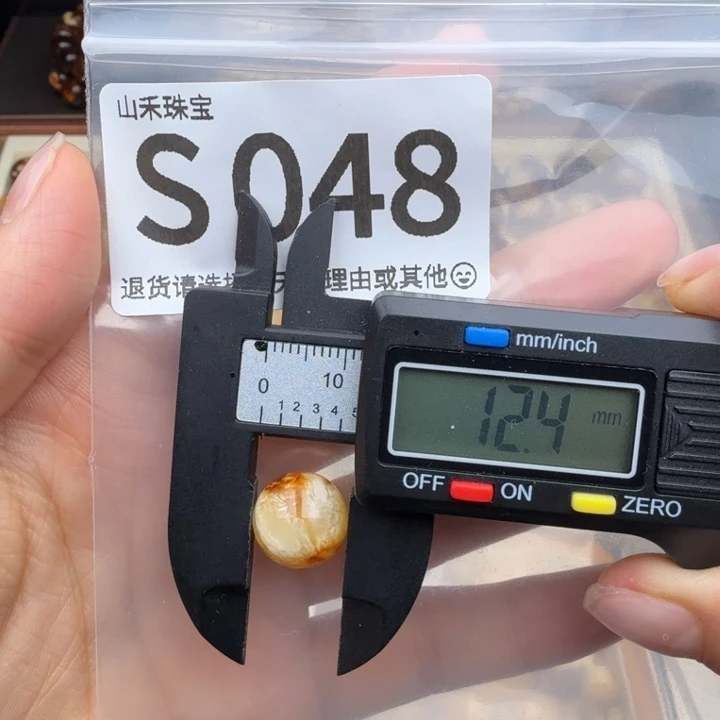 山禾珠宝
S048
退货请选 天 理由或其他
mm/inch
12.4 mm
0 10
1 2 3 4 5
OFF ON ZERO